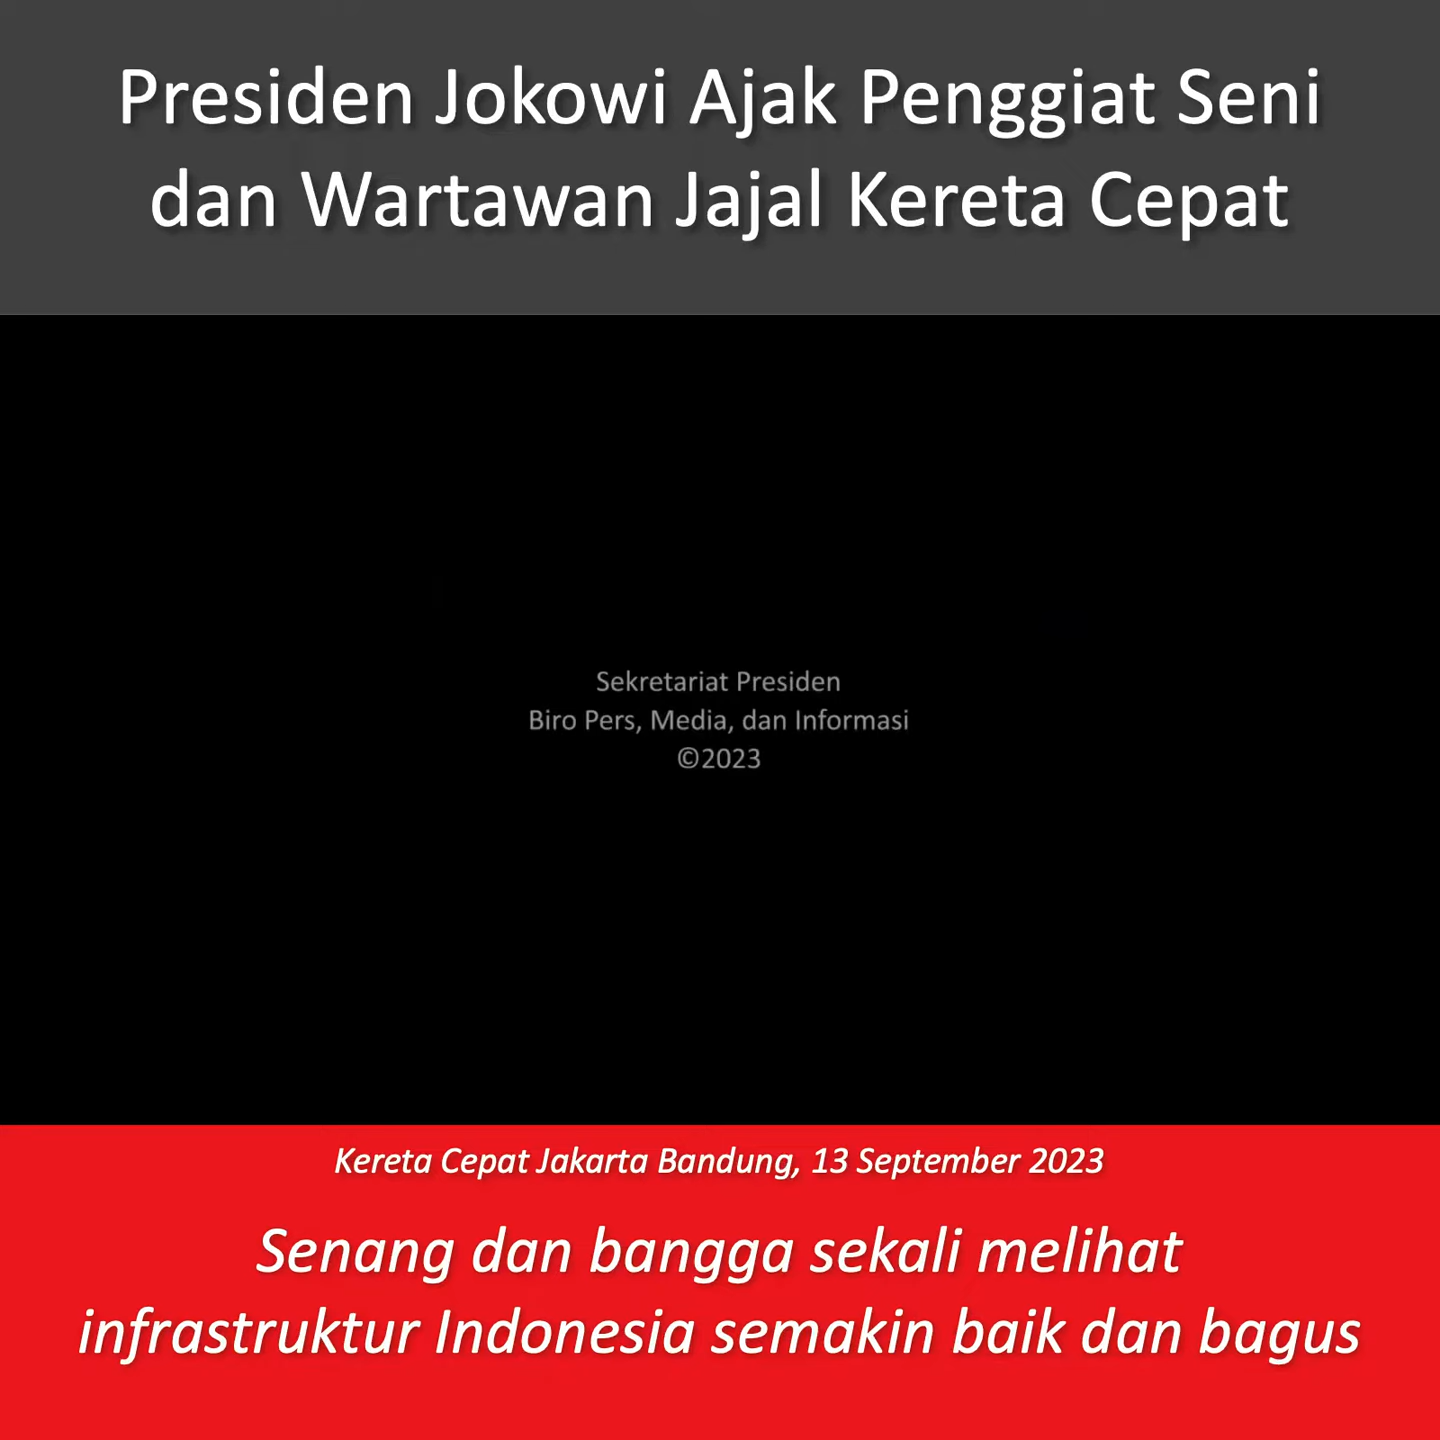 Presiden Jokowi Ajak Penggiat Seni
dan Wartawan Jajal Kereta Cepat
Sekretariat Presiden
Biro Pers, Media, dan Informasi
©2023
Kereta Cepat Jakarta Bandung, 13 September 2023
Senang dan bangga sekali melihat
infrastruktur Indonesia semakin baik dan bagus